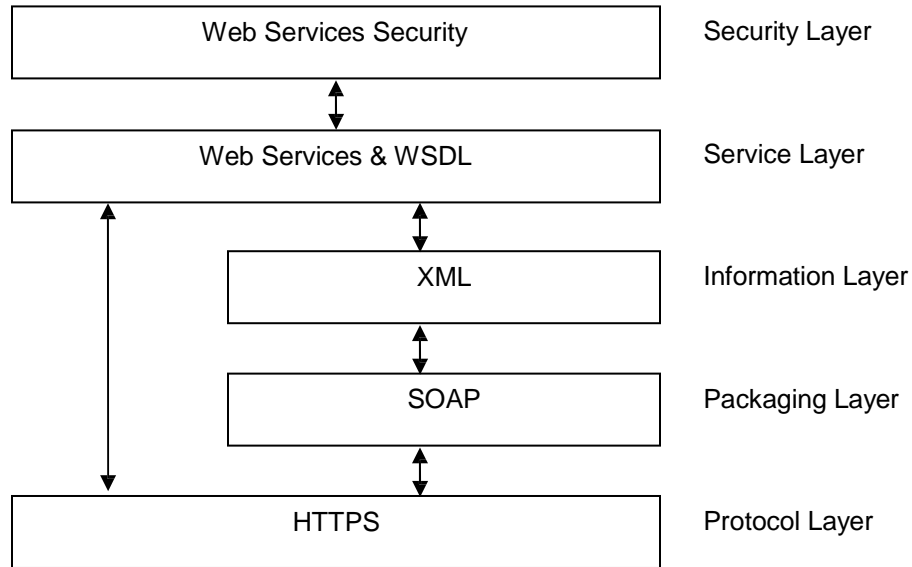 Web Services Security
Security Layer
Web Services & WSDL
Service Layer
XML
Information Layer
SOAP
Packaging Layer
HTTPS
Protocol Layer